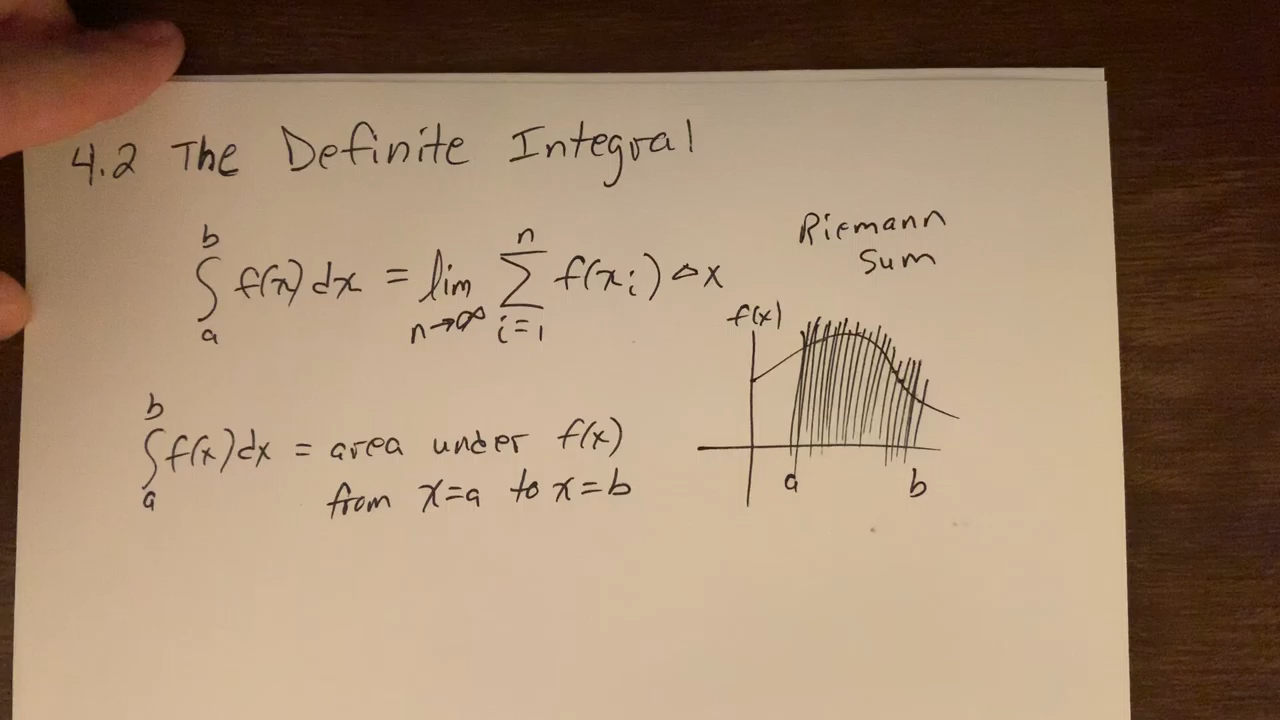 4.2 The Definite Integral
b
∫ f(x) dx = lim n→∞ n Σ i=1 f(xᵢ) Δx
a
Riemann
Sum
f(x)
a b
b
∫ f(x) dx = area under f(x)
a
from x=a to x=b